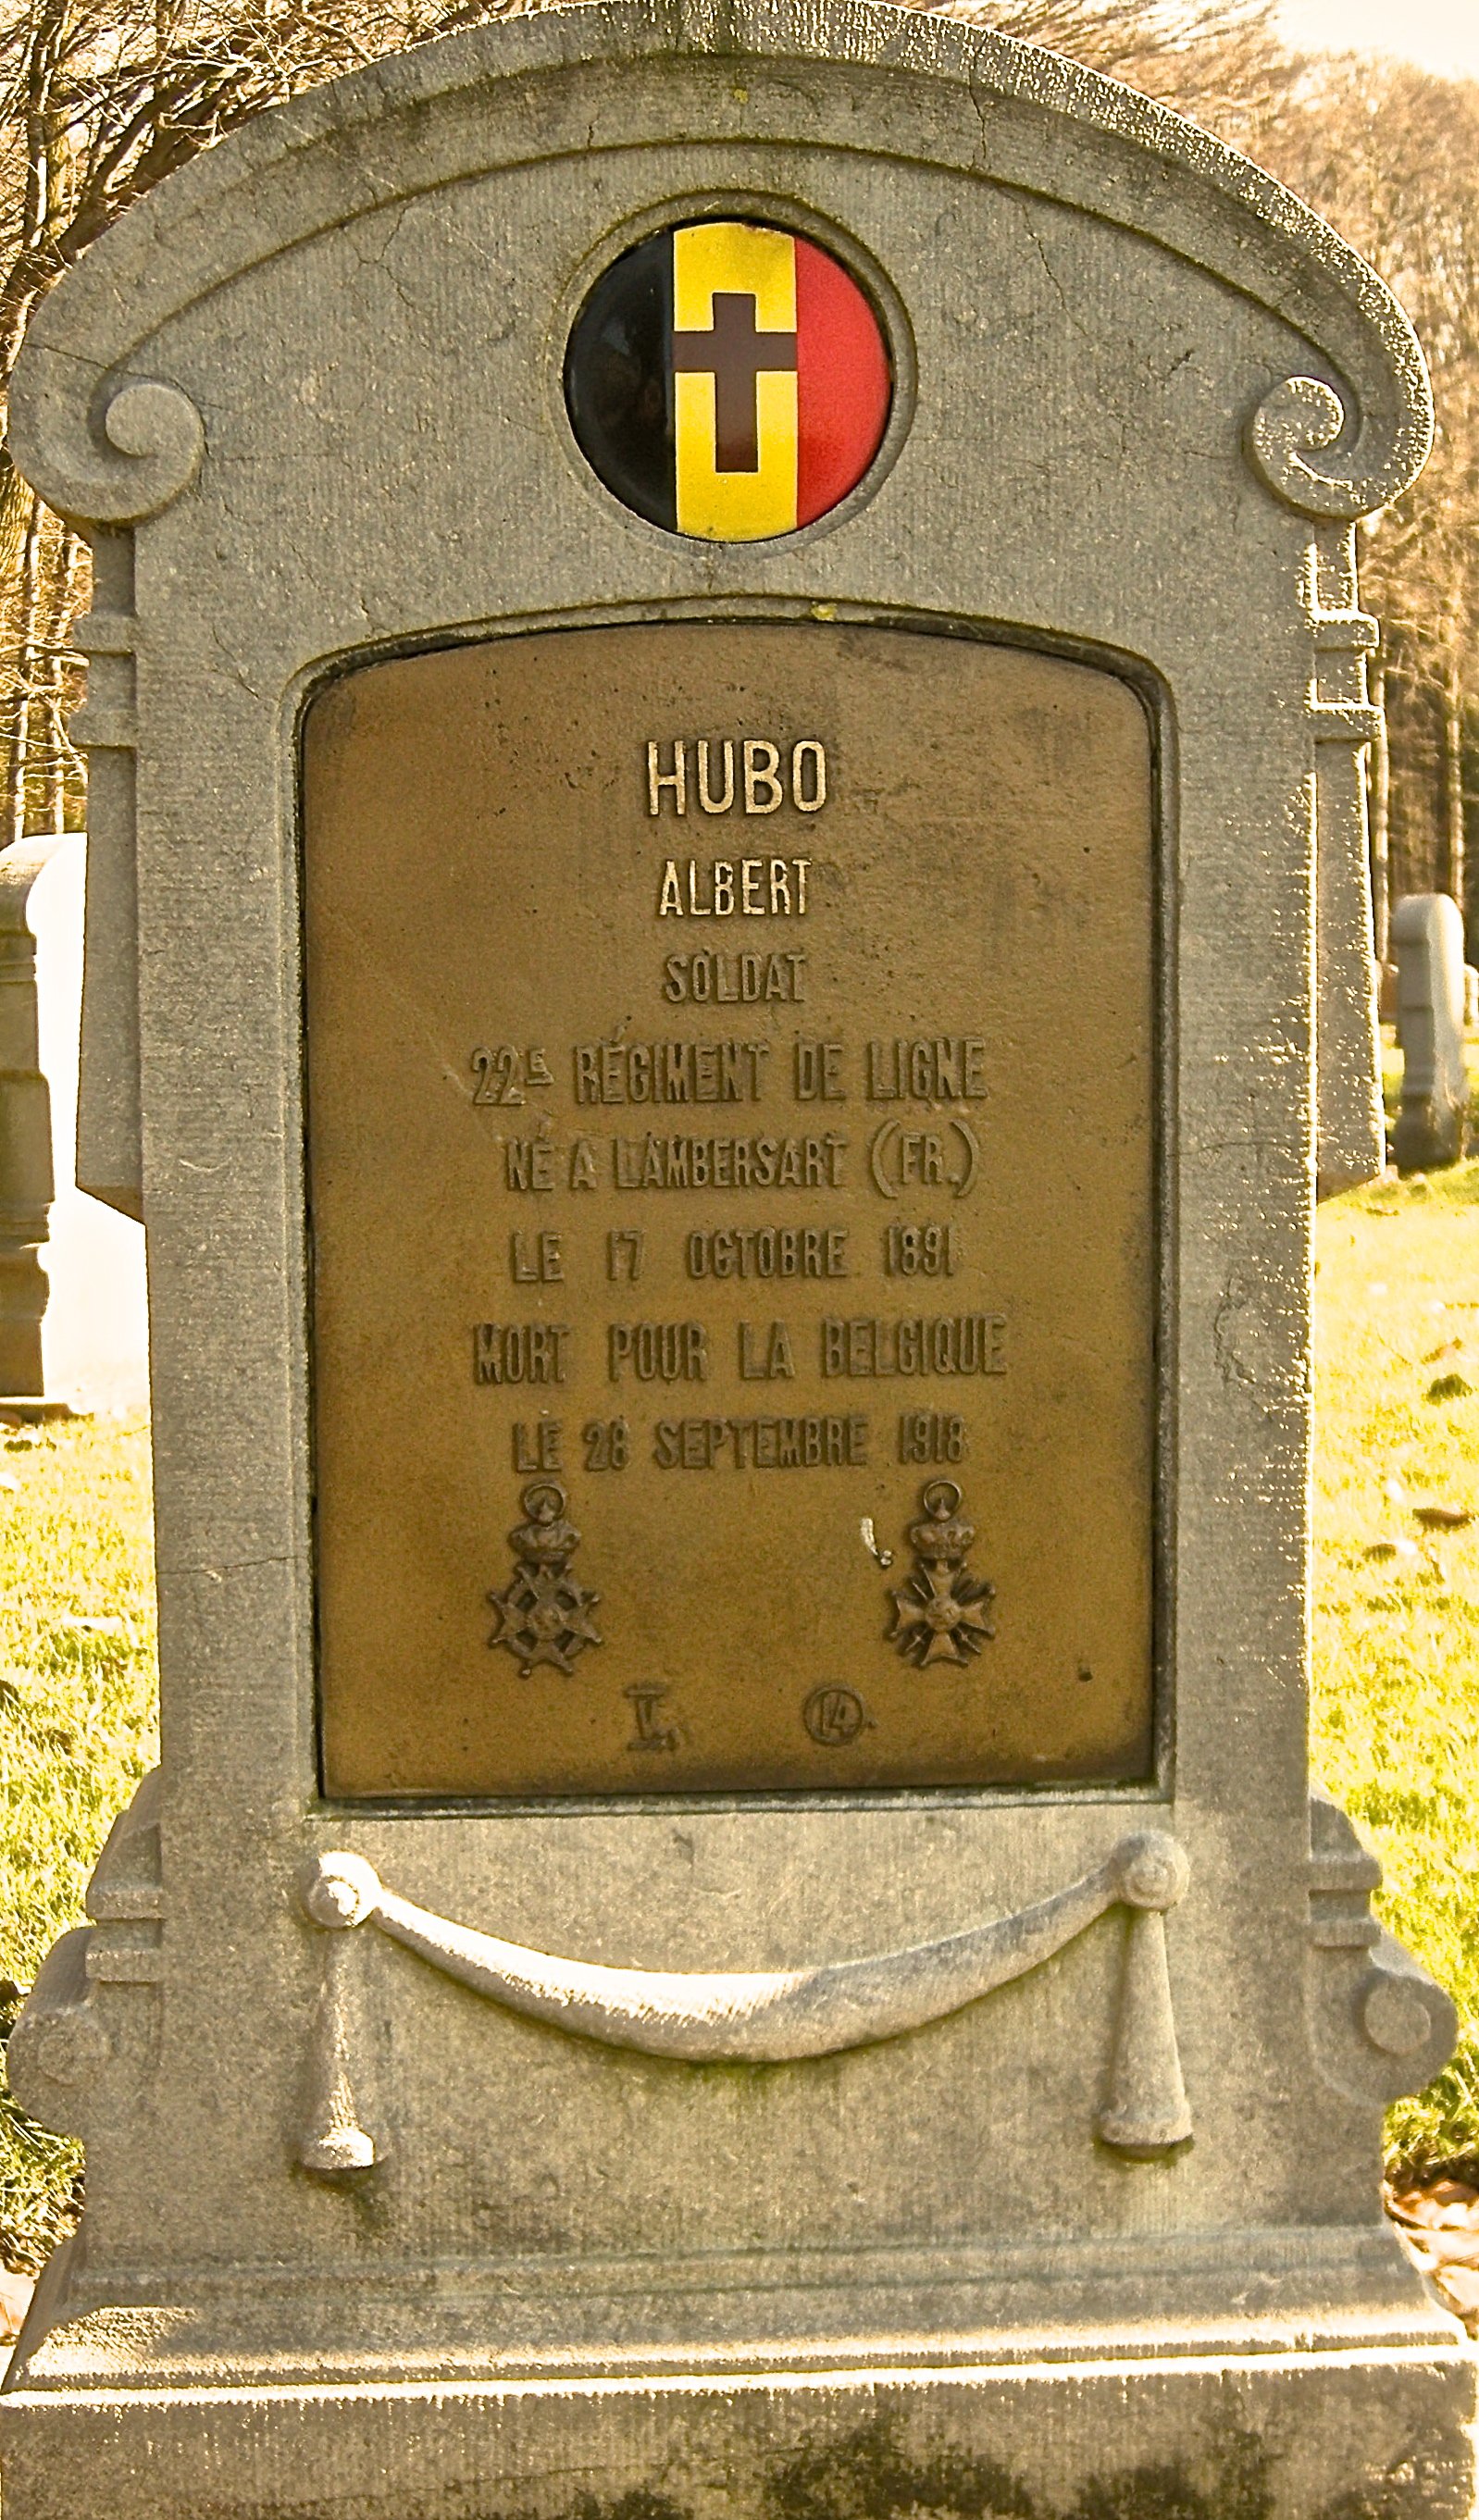 HUBO
ALBERT
SOLDAT
22E RÉGIMENT DE LIGNE
NÉ A LAMBERSART (FR.)
LE 17 OCTOBRE 1891
MORT POUR LA BELGIQUE
LE 28 SEPTEMBRE 1918
V. 14.